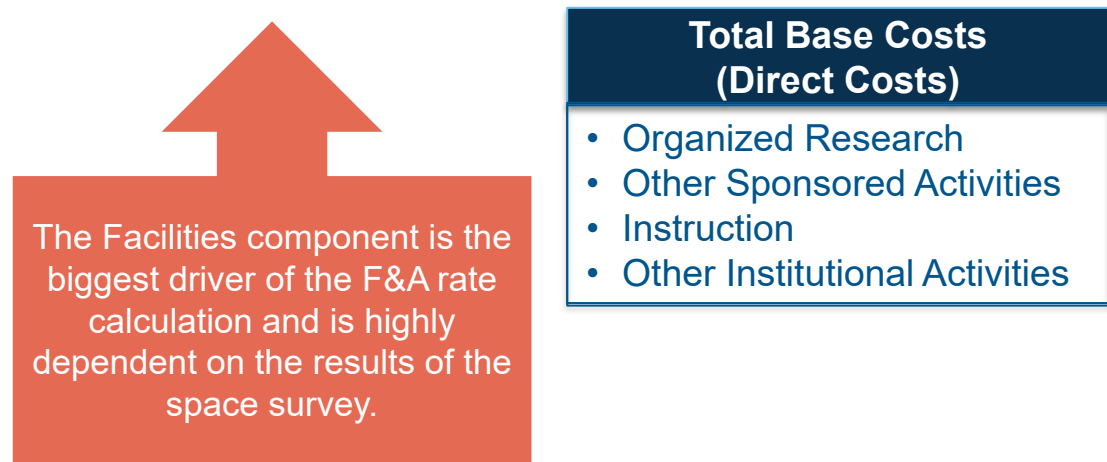 The Facilities component is the
biggest driver of the F&A rate
calculation and is highly
dependent on the results of the
space survey.
Total Base Costs
(Direct Costs)
• Organized Research
• Other Sponsored Activities
• Instruction
• Other Institutional Activities